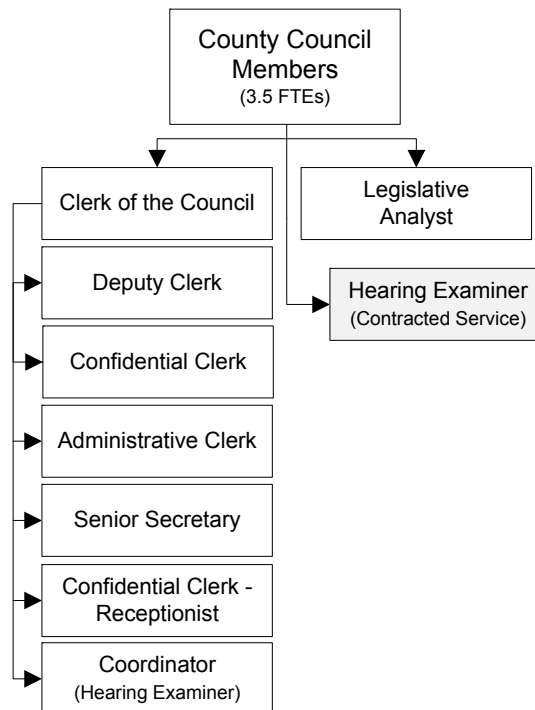 County Council
Members
(3.5 FTEs)
Clerk of the Council
Legislative
Analyst
Deputy Clerk
Hearing Examiner
(Contracted Service)
Confidential Clerk
Administrative Clerk
Senior Secretary
Confidential Clerk -
Receptionist
Coordinator
(Hearing Examiner)